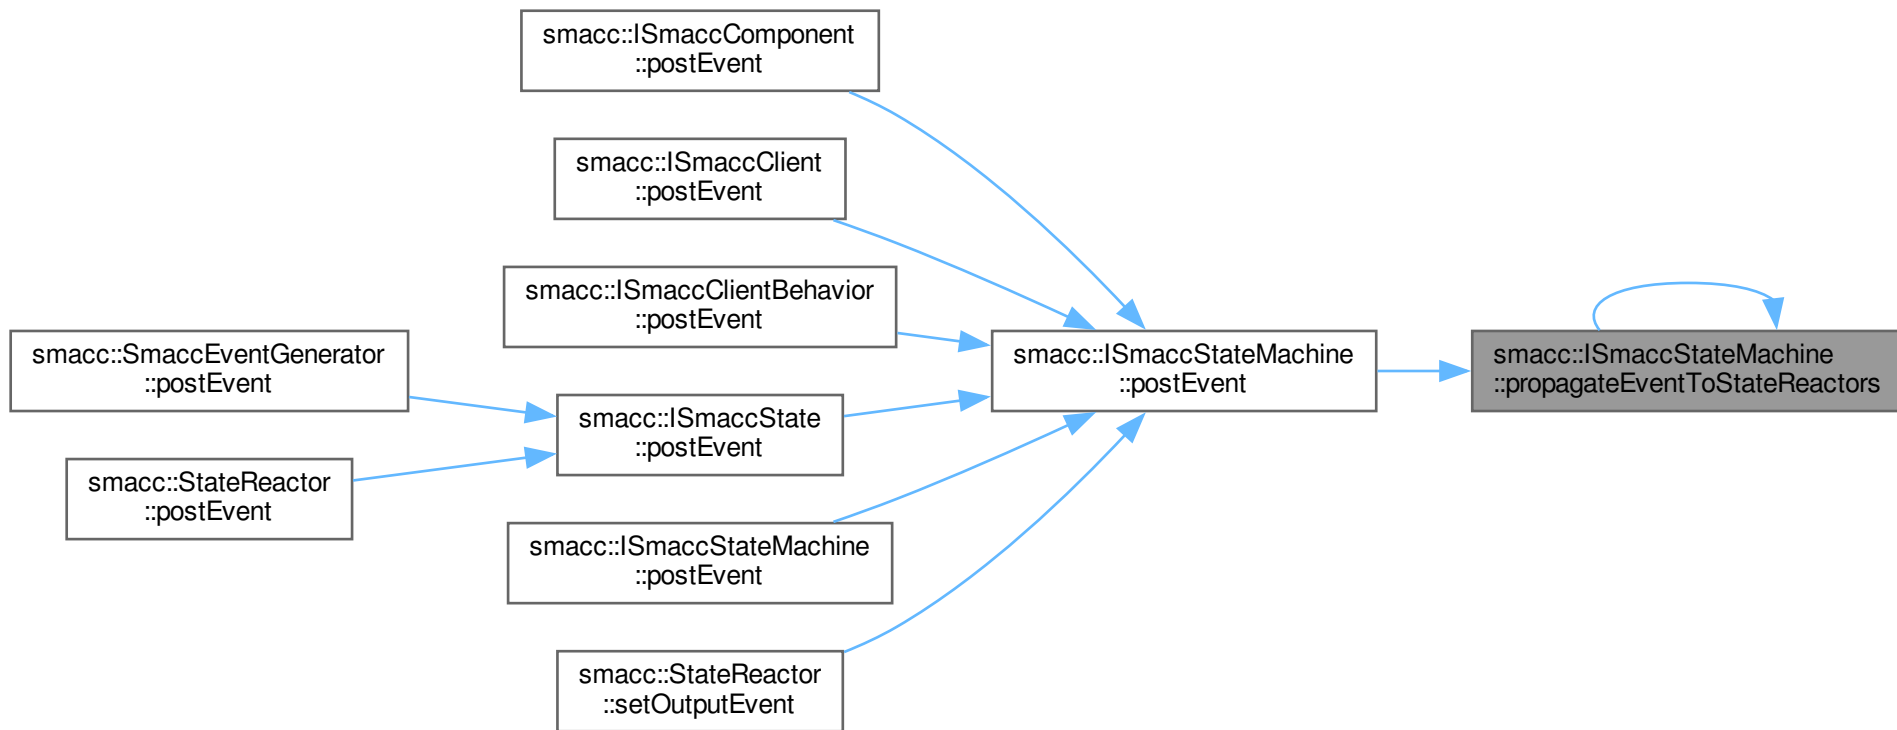 smacc::ISmaccComponent
::postEvent
smacc::ISmaccClient
::postEvent
smacc::ISmaccClientBehavior
::postEvent
smacc::SmaccEventGenerator
::postEvent
smacc::ISmaccStateMachine
::postEvent
smacc::ISmaccStateMachine
::propagateEventToStateReactors
smacc::ISmaccState
::postEvent
smacc::StateReactor
::postEvent
smacc::ISmaccStateMachine
::postEvent
smacc::StateReactor
::setOutputEvent